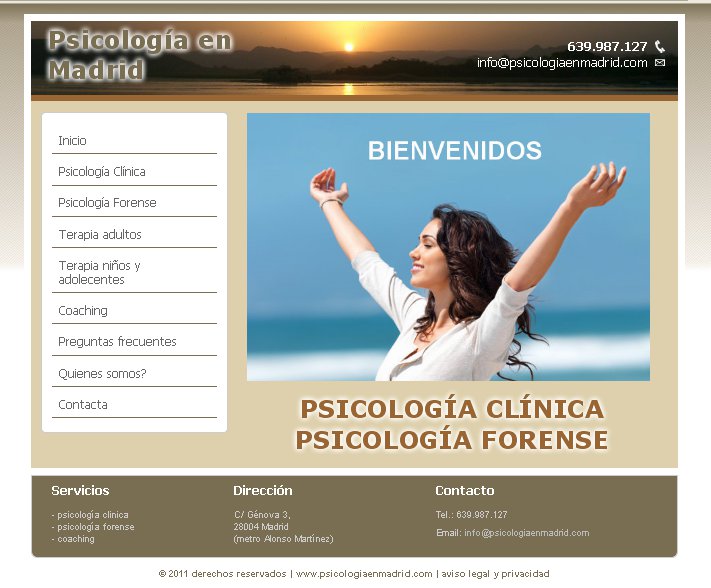 Psicología en
Madrid
639.987.127
info@psicologiaenmadrid.com
Inicio
Psicología Clínica
Psicología Forense
Terapia adultos
Terapia niños y
adolecentes
Coaching
Preguntas frecuentes
Quienes somos?
Contacta
BIENVENIDOS
PSICOLOGÍA CLÍNICA
PSICOLOGÍA FORENSE
Servicios
- psicología clinica
- psicología forense
- coaching
Dirección
C/ Génova 3,
28004 Madrid
(metro Alonso Martínez)
Contacto
Tel.: 639.987.127
Email: info@psicologiaenmadrid.com
© 2011 derechos reservados | www.psicologiaenmadrid.com | aviso legal y privacidad